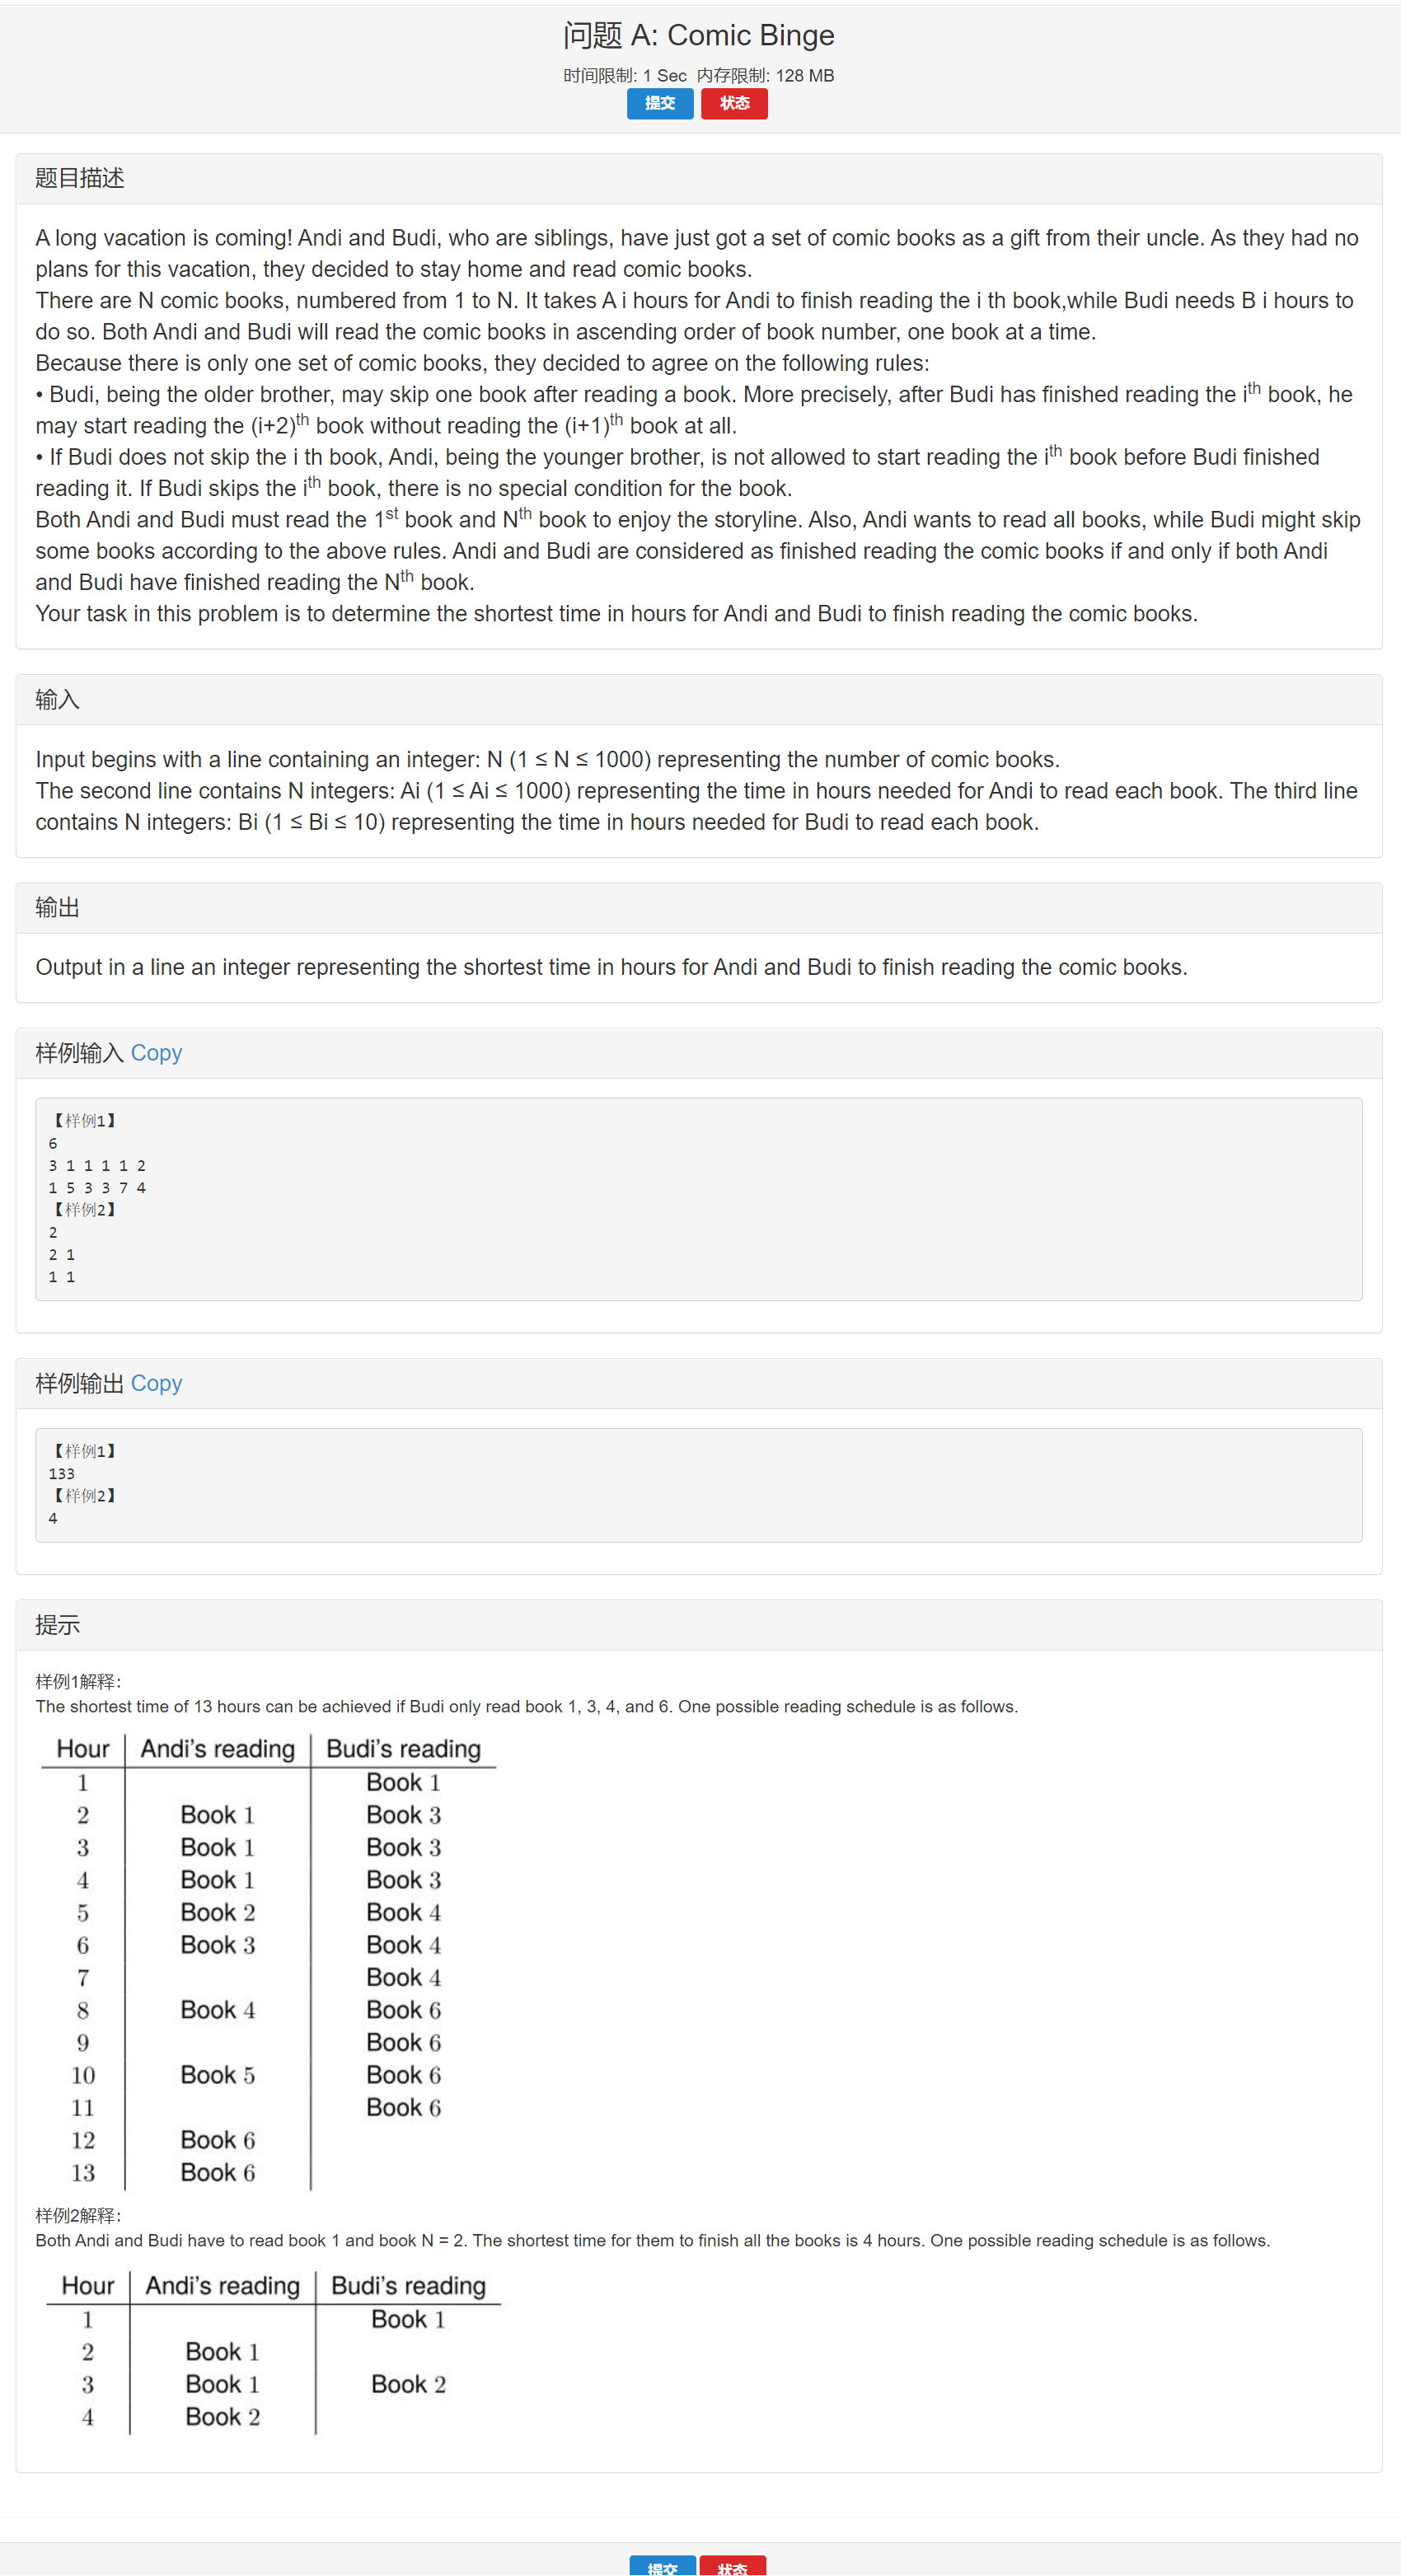 问题 A: Comic Binge
时间限制: 1 Sec 内存限制: 128 MB
提交 状态
题目描述
A long vacation is coming! Andi and Budi, who are siblings, have just got a set of comic books as a gift from their uncle. As they had no
plans for this vacation, they decided to stay home and read comic books.
There are N comic books, numbered from 1 to N. It takes A i hours for Andi to finish reading the i th book,while Budi needs B i hours to
do so. Both Andi and Budi will read the comic books in ascending order of book number, one book at a time.
Because there is only one set of comic books, they decided to agree on the following rules:
• Budi, being the older brother, may skip one book after reading a book. More precisely, after Budi has finished reading the ith book, he
may start reading the (i+2)th book without reading the (i+1)th book at all.
• If Budi does not skip the i th book, Andi, being the younger brother, is not allowed to start reading the ith book before Budi finished
reading it. If Budi skips the ith book, there is no special condition for the book.
Both Andi and Budi must read the 1st book and Nth book to enjoy the storyline. Also, Andi wants to read all books, while Budi might skip
some books according to the above rules. Andi and Budi are considered as finished reading the comic books if and only if both Andi
and Budi have finished reading the Nth book.
Your task in this problem is to determine the shortest time in hours for Andi and Budi to finish reading the comic books.
输入
Input begins with a line containing an integer: N (1 ≤ N ≤ 1000) representing the number of comic books.
The second line contains N integers: Ai (1 ≤ Ai ≤ 1000) representing the time in hours needed for Andi to read each book. The third line
contains N integers: Bi (1 ≤ Bi ≤ 10) representing the time in hours needed for Budi to read each book.
输出
Output in a line an integer representing the shortest time in hours for Andi and Budi to finish reading the comic books.
样例输入 Copy
【样例1】
6
3 1 1 1 1 2
1 5 3 3 7 4
【样例2】
2
2 1
1 1
样例输出 Copy
【样例1】
133
【样例2】
4
提示
样例1解释:
The shortest time of 13 hours can be achieved if Budi only read book 1, 3, 4, and 6. One possible reading schedule is as follows.
Hour Andi's reading Budi's reading
1 Book 1
2 Book 1 Book 3
3 Book 1 Book 3
4 Book 1 Book 3
5 Book 2 Book 4
6 Book 3 Book 4
7 Book 4
8 Book 4 Book 6
9 Book 6
10 Book 5 Book 6
11 Book 6
12 Book 6
13 Book 6
样例2解释:
Both Andi and Budi have to read book 1 and book N = 2. The shortest time for them to finish all the books is 4 hours. One possible reading schedule is as follows.
Hour Andi's reading Budi's reading
1 Book 1
2 Book 1
3 Book 1 Book 2
4 Book 2
提交 状态